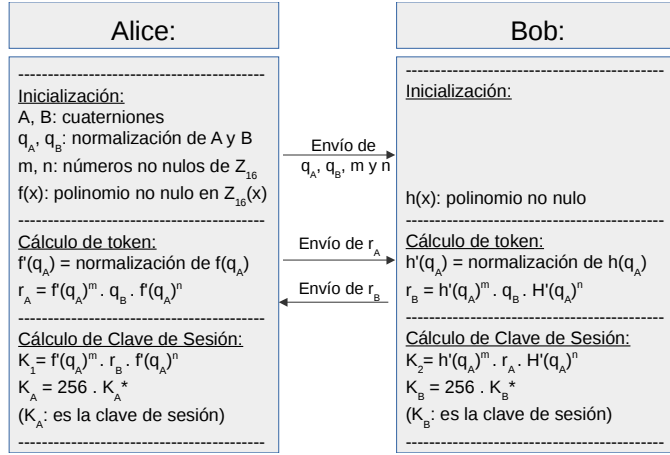 Alice:
-----------------------------------------
Inicialización:
A, B: cuaterniones
q_A, q_B: normalización de A y B
m, n: números no nulos de Z_16
f(x): polinomio no nulo en Z_16(x)
-----------------------------------------
Cálculo de token:
f'(q_A) = normalización de f(q_A)
r_A = f'(q_A)^m . q_B . f'(q_A)^n
-----------------------------------------
Cálculo de Clave de Sesión:
K_1= f'(q_A)^m . r_B . f'(q_A)^n
K_A = 256 . K_A*
(K_A: es la clave de sesión)
-----------------------------------------
Envío de
q_A, q_B, m y n
Envío de r_A
Envío de r_B
Bob:
-------------------------------------------
Inicialización:
h(x): polinomio no nulo
-------------------------------------------
Cálculo de token:
h'(q_A) = normalización de h(q_A)
r_B = h'(q_A)^m . q_B . H'(q_A)^n
-------------------------------------------
Cálculo de Clave de Sesión:
K_2= h'(q_A)^m . r_A . H'(q_A)^n
K_B = 256 . K_B*
(K_B: es la clave de sesión)
-------------------------------------------